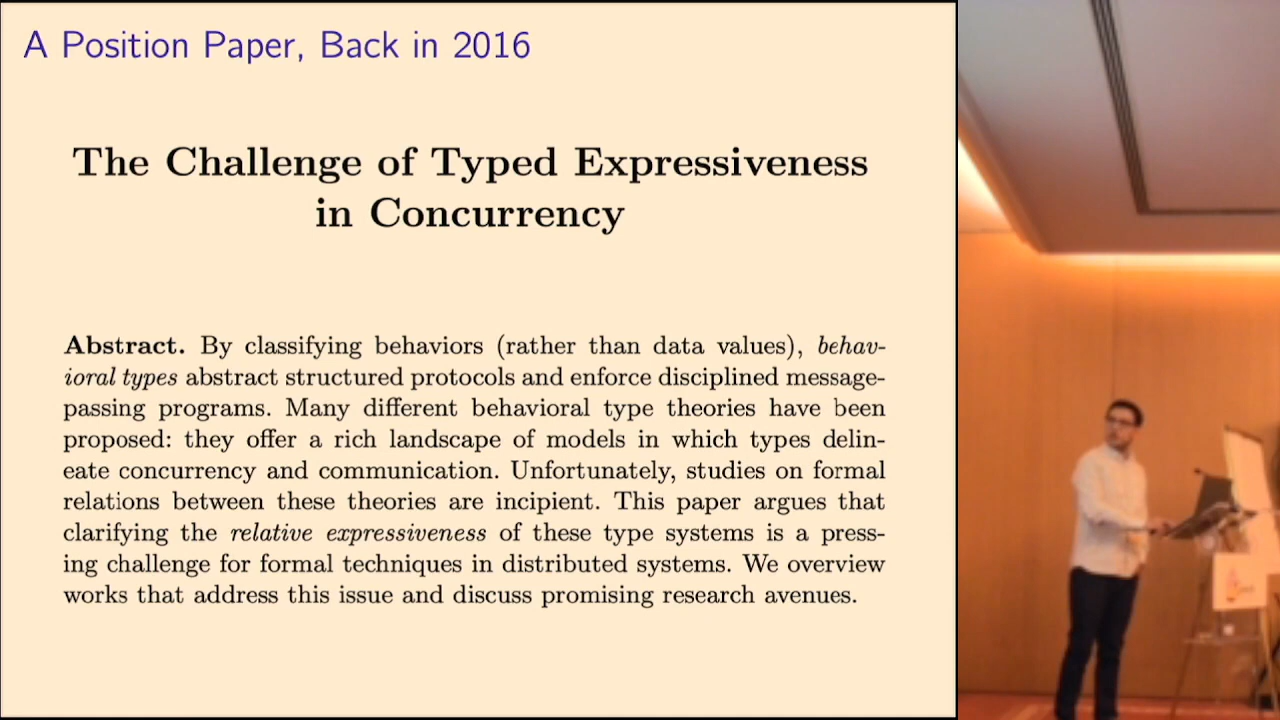 A Position Paper, Back in 2016
The Challenge of Typed Expressiveness
in Concurrency
Abstract. By classifying behaviors (rather than data values), behav-
ioral types abstract structured protocols and enforce disciplined message-
passing programs. Many different behavioral type theories have been
proposed: they offer a rich landscape of models in which types delin-
eate concurrency and communication. Unfortunately, studies on formal
relations between these theories are incipient. This paper argues that
clarifying the relative expressiveness of these type systems is a press-
ing challenge for formal techniques in distributed systems. We overview
works that address this issue and discuss promising research avenues.